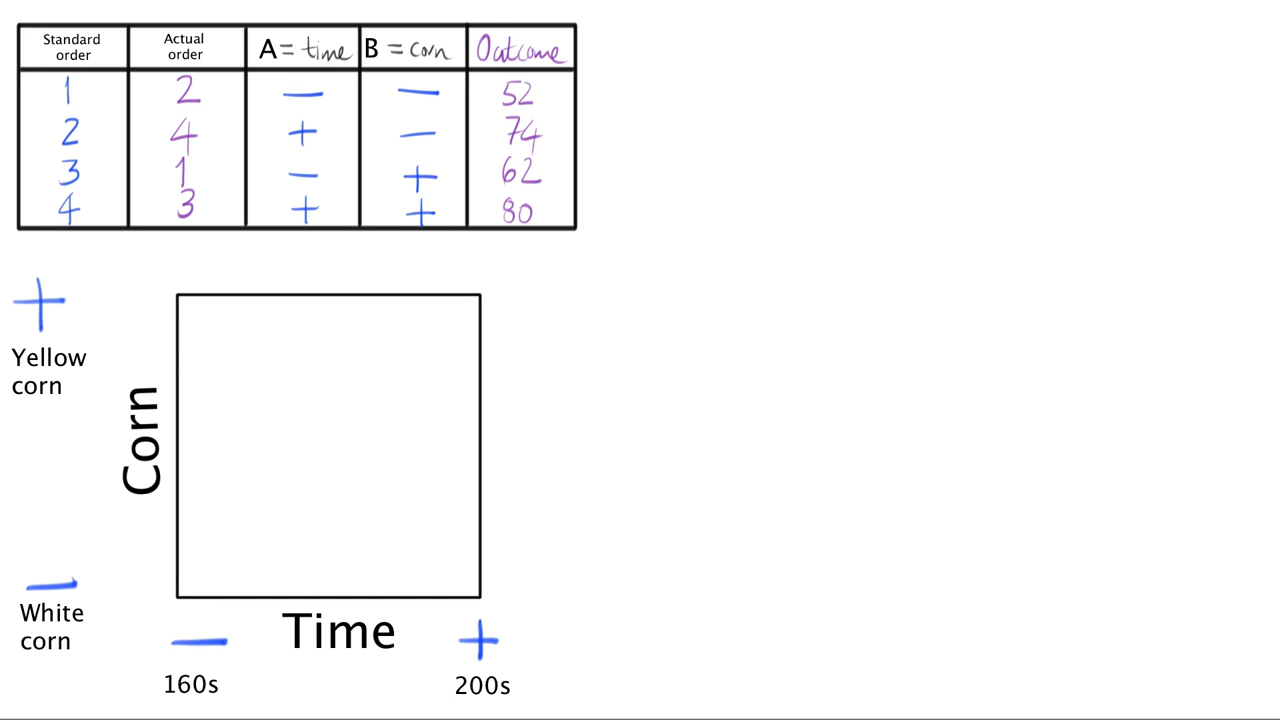 Standard order Actual order A = time B = corn Outcome
1 2 − − 52
2 4 + − 74
3 1 − + 62
4 3 + + 80
+
Yellow
corn
Corn
−
White
corn
− Time +
160s 200s